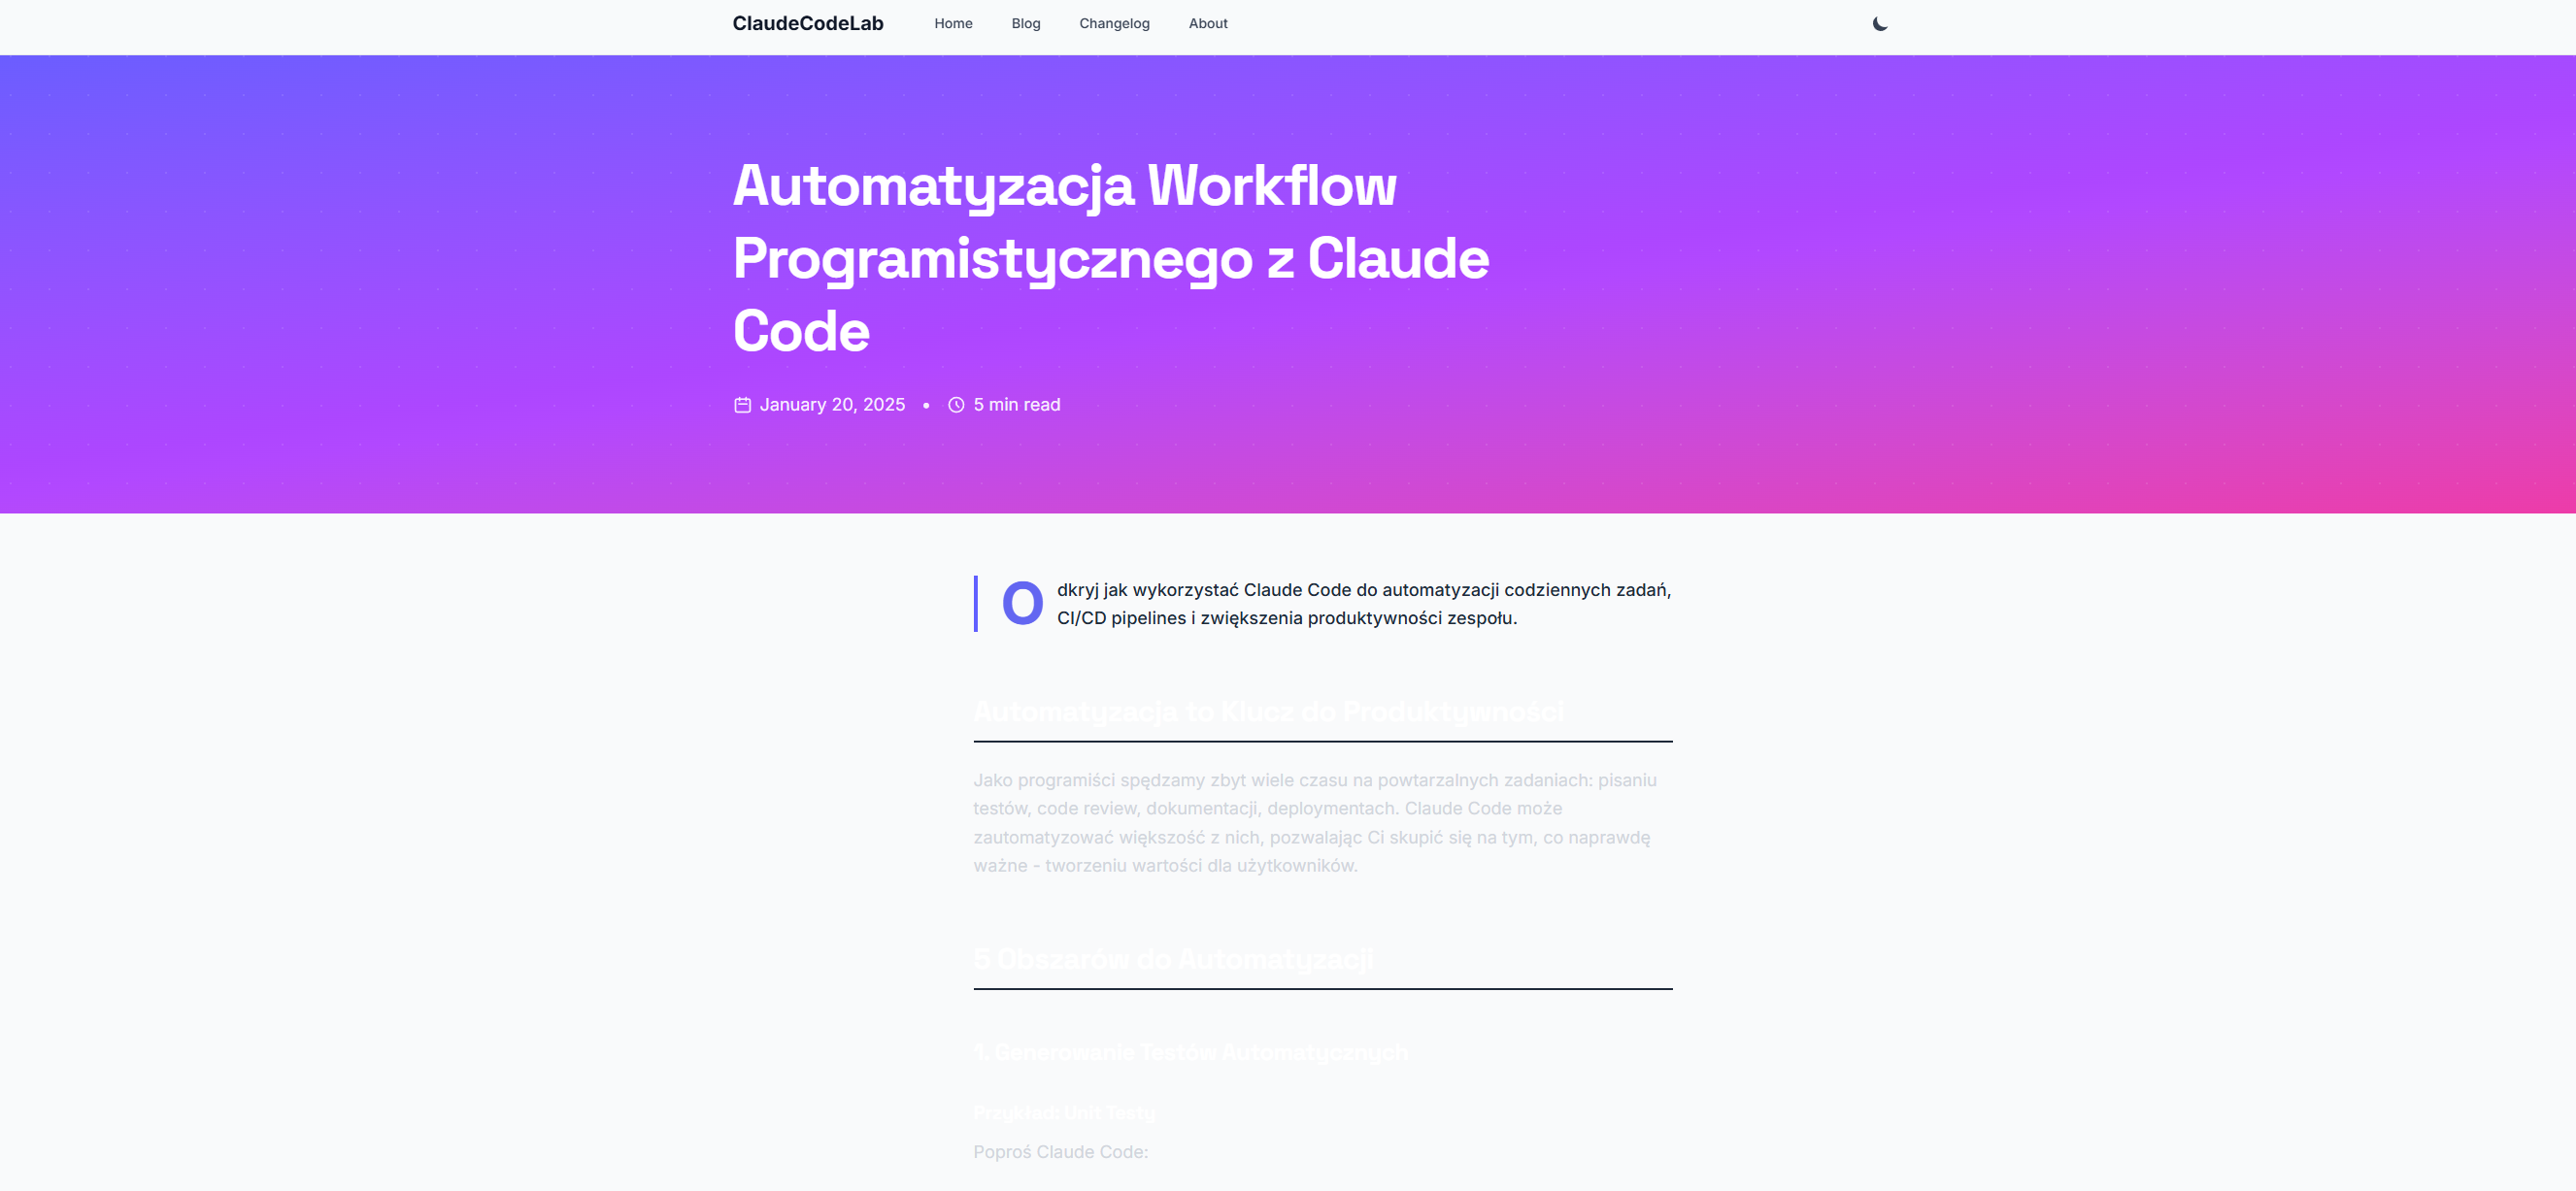 ClaudeCodeLab Home Blog Changelog About
Automatyzacja Workflow
Programistycznego z Claude
Code
January 20, 2025 • 5 min read
Odkryj jak wykorzystać Claude Code do automatyzacji codziennych zadań,
CI/CD pipelines i zwiększenia produktywności zespołu.
Automatyzacja to Klucz do Produktywności
Jako programiści spędzamy zbyt wiele czasu na powtarzalnych zadaniach: pisaniu
testów, code review, dokumentacji, deploymentach. Claude Code może
zautomatyzować większość z nich, pozwalając Ci skupić się na tym, co naprawdę
ważne - tworzeniu wartości dla użytkowników.
5 Obszarów do Automatyzacji
1. Generowanie Testów Automatycznych
Przykład: Unit Testy
Poproś Claude Code: